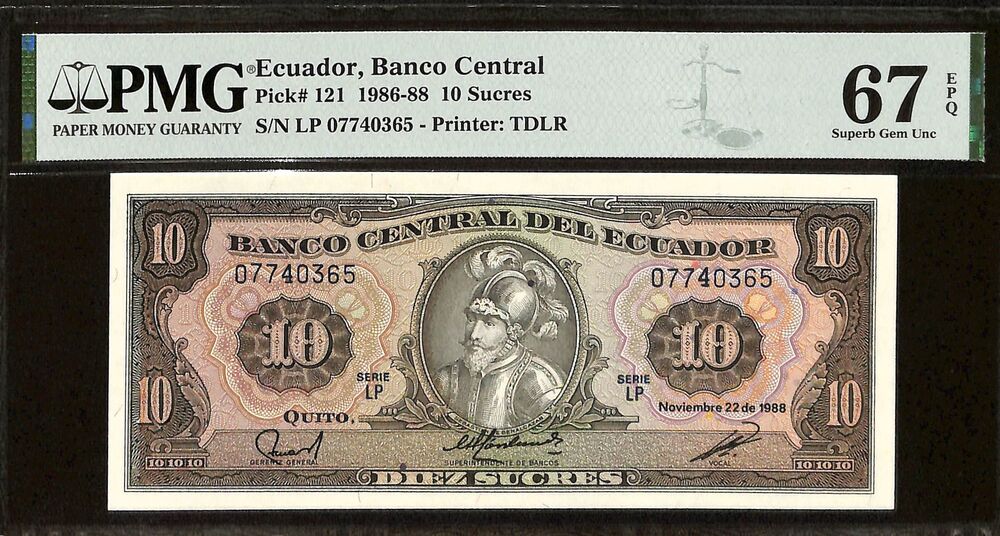 PMG®
PAPER MONEY GUARANTY
Ecuador, Banco Central
Pick# 121 1986-88 10 Sucres
S/N LP 07740365 - Printer: TDLR
67
EPQ
Superb Gem Unc
10
10
BANCO CENTRAL DEL ECUADOR
07740365
07740365
10
10
SERIE
LP
SERIE
LP
10
10
QUITO,
Noviembre 22 de 1988
GERENTE GENERAL
SUPERINTENDENTE DE BANCOS
VOCAL
101010
101010
DIEZ SUCRES